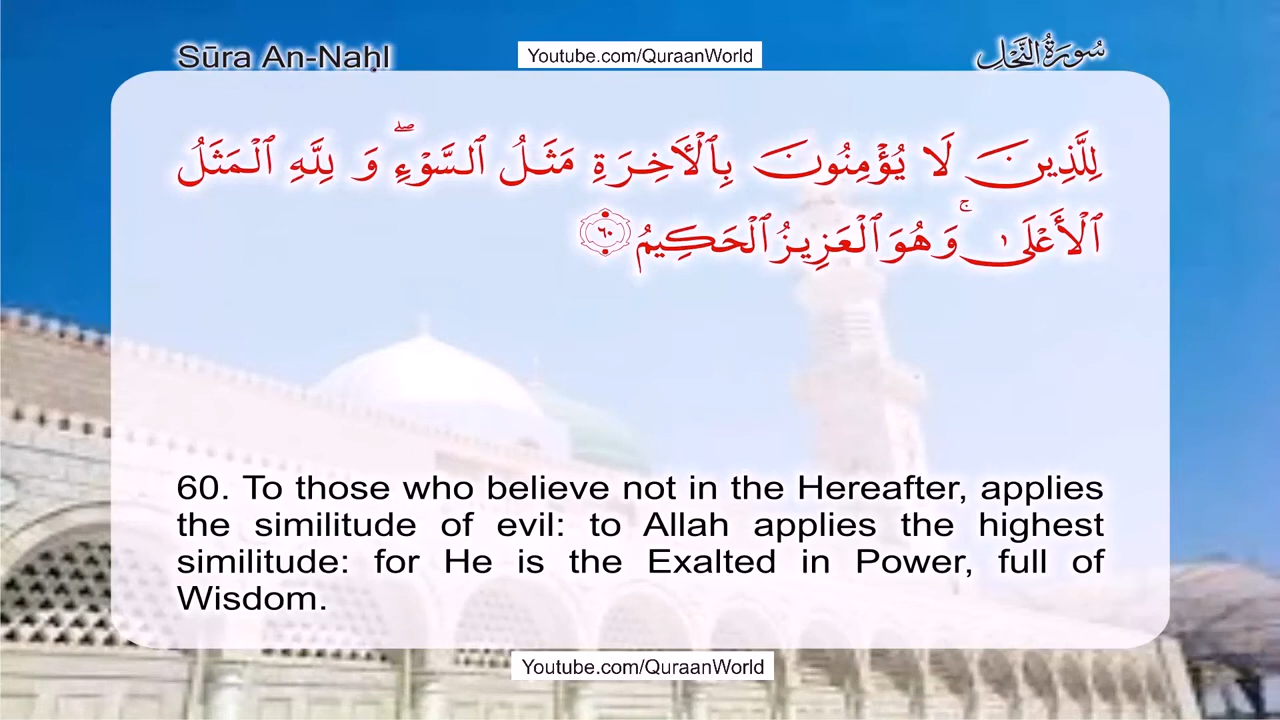 Sūra An-Naḥl
Youtube.com/QuraanWorld
سُورَةُ النَّحْلِ
لِلَّذِينَ لَا يُؤْمِنُونَ بِٱلْأَخِرَةِ مَثَلُ ٱلسَّوْءِ ۖ وَ لِلَّهِ ٱلْمَثَلُ
ٱلْأَعْلَىٰ ۚ وَهُوَ ٱلْعَزِيزُ ٱلْحَكِيمُ ٦٠
60. To those who believe not in the Hereafter, applies
the similitude of evil: to Allah applies the highest
similitude: for He is the Exalted in Power, full of
Wisdom.
Youtube.com/QuraanWorld